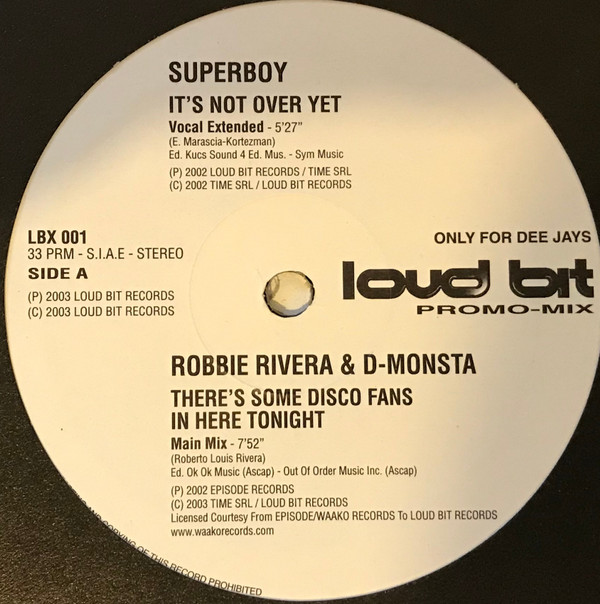 SUPERBOY
IT'S NOT OVER YET
Vocal Extended - 5'27"
(E. Marascia-Kortezman)
Ed. Kucs Sound 4 Ed. Mus. - Sym Music
(P) 2002 LOUD BIT RECORDS / TIME SRL
(C) 2002 TIME SRL / LOUD BIT RECORDS
LBX 001
33 PRM - S.I.A.E - STEREO
SIDE A
(P) 2003 LOUD BIT RECORDS
(C) 2003 LOUD BIT RECORDS
ONLY FOR DEE JAYS
loud bit
PROMO-MIX
ROBBIE RIVERA & D-MONSTA
THERE'S SOME DISCO FANS
IN HERE TONIGHT
Main Mix - 7'52"
(Roberto Louis Rivera)
Ed. Ok Ok Music (Ascap) - Out Of Order Music Inc. (Ascap)
(P) 2002 EPISODE RECORDS
(C) 2003 TIME SRL / LOUD BIT RECORDS
Licensed Courtesy From EPISODE/WAAKO RECORDS To LOUD BIT RECORDS
www.waakorecords.com
OF THIS RECORD PROHIBITED